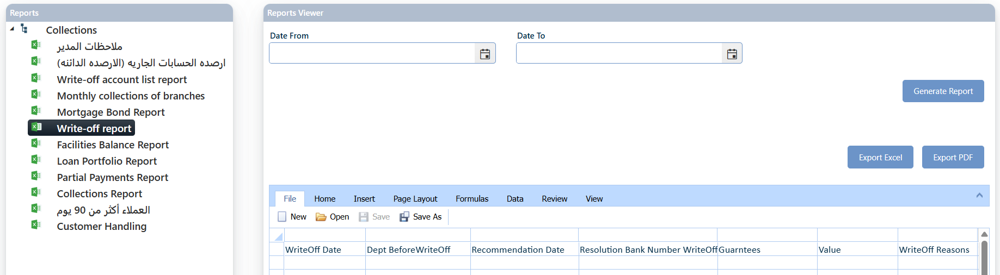 Reports
Collections
ملاحظات المدير
ارصده الحسابات الجاريه (الارصده الدائنه)
Write-off account list report
Monthly collections of branches
Mortgage Bond Report
Write-off report
Facilities Balance Report
Loan Portfolio Report
Partial Payments Report
Collections Report
العملاء أكثر من 90 يوم
Customer Handling
Reports Viewer
Date From
Date To
Generate Report
Export Excel
Export PDF
File Home Insert Page Layout Formulas Data Review View
New Open Save Save As
WriteOff Date Dept BeforeWriteOff Recommendation Date Resolution Bank Number WriteOff Guarntees Value WriteOff Reasons